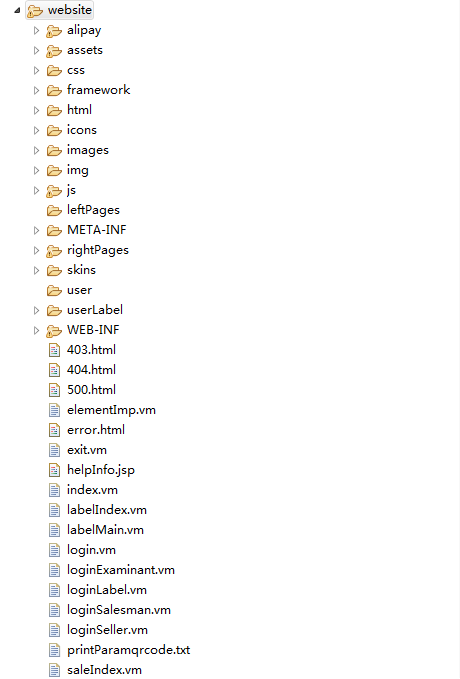 website
alipay
assets
css
framework
html
icons
images
img
js
leftPages
META-INF
rightPages
skins
user
userLabel
WEB-INF
403.html
404.html
500.html
elementImp.vm
error.html
exit.vm
helpInfo.jsp
index.vm
labelIndex.vm
labelMain.vm
login.vm
loginExaminant.vm
loginLabel.vm
loginSalesman.vm
loginSeller.vm
printParamqrcode.txt
saleIndex.vm